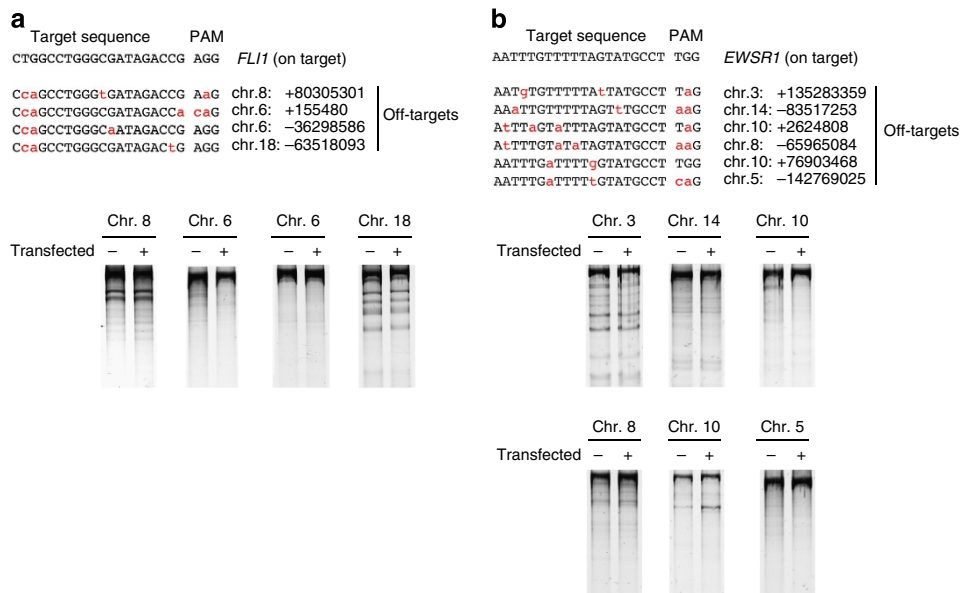 a
Target sequence PAM
CTGGCCTGGGCGATAGACCG AGG FLI1 (on target)
CcaGCCTGGGtGATAGACCG AaG chr.8: +80305301
CcaGCCTGGGCGATAGACCa caG chr.6: +155480
CcaGCCTGGGCaATAGACCG AGG chr.6: –36298586
CcaGCCTGGGCGATAGACtG AGG chr.18: –63518093
Off-targets
Chr. 8 Chr. 6 Chr. 6 Chr. 18
Transfected – + – + – + – +
b
Target sequence PAM
AATTTGTTTTTAGTATGCCT TGG EWSR1 (on target)
AATgTGTTTTTAtTATGCCT TaG chr.3: +135283359
AAaTTGTTTTTAGTtTGCCT aaG chr.14: –83517253
AtTTaGTaTTTAGTATGCCT TaG chr.10: +2624808
AtTTTGTaTaTAGTATGCCT aaG chr.8: –65965084
AATTTGaTTTTgGTATGCCT TGG chr.10: +76903468
AATTTGaTTTTtGTATGCCT caG chr.5: –142769025
Off-targets
Chr. 3 Chr. 14 Chr. 10
Transfected – + – + – +
Chr. 8 Chr. 10 Chr. 5
Transfected – + – + – +